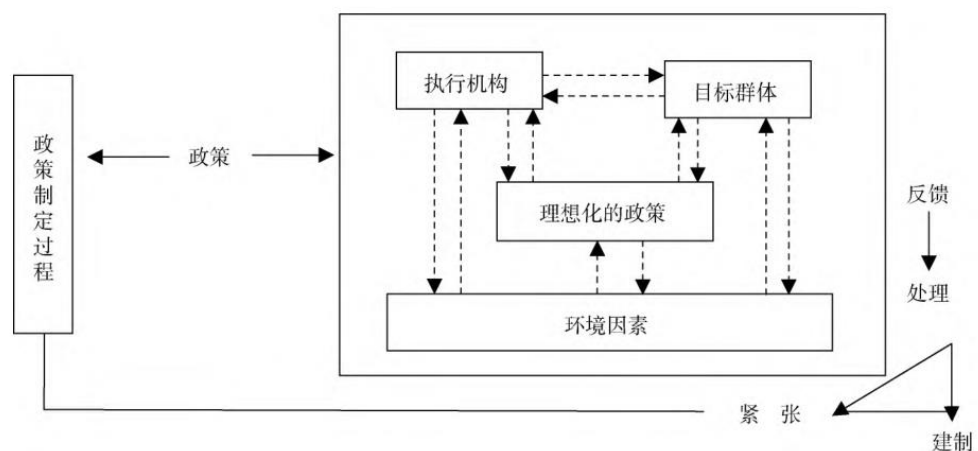 执行机构
目标群体
政策制定过程
政策
理想化的政策
反馈
处理
环境因素
紧 张
建制